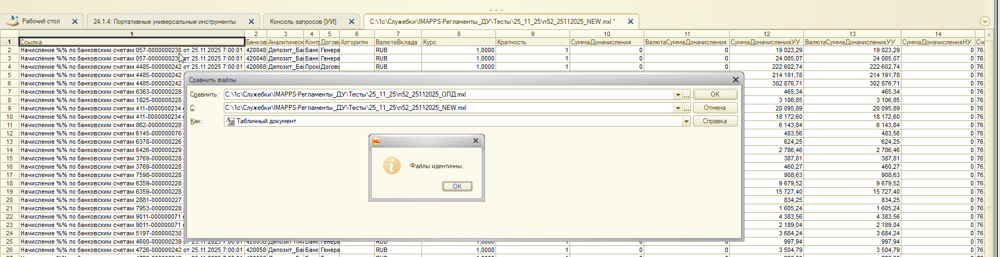 Рабочий стол
24.1.4: Портативные универсальные инструменты
Консоль запросов [УИ]
C:\1c\Служебки\IMAPPS-Регламенты_ДУ\Тесты\25_11_25\п52_25112025_NEW.mxl *
1 2 3 4 5 6 7 8 9 10 11 12 13 14
1 Ссылка Банков Аналитическ Контр Догово Алгоритм ВалютаВклада Курс Кратность СуммаДоначисления ВалютаСуммаДоначисления СуммаДоначисленияУУ ВалютаСуммаДоначисленияУУ СуммаДоначисленияНУ Сче
2 Начисление %% по банковским счетам 057-0000000230 от 25.11.2025 7:00:01 420048 Депозит_Ба Банк Генера RUB 1,0000 1 0 0 19 023,29 19 023,29 0 76.
3 Начисление %% по банковским счетам 057-0000000230 от 25.11.2025 7:00:01 420048 Депозит_Ба Банк Генера RUB 1,0000 1 0 0 24 085,07 24 085,07 0 76.
4 Начисление %% по банковским счетам 4485-000000242 от 25.11.2025 7:00:01 420068 Депозит_Ба Пром Догово RUB 1,0000 1 0 0 222 602,74 222 602,74 0 76.
5 Начисление %% по банковским счетам 4485-000000242 214 191,78 214 191,78 0 76.
6 Начисление %% по банковским счетам 4485-000000242 302 876,71 302 876,71 0 76.
7 Начисление %% по банковским счетам 6363-000000228 465,34 465,34 0 76.
8 Начисление %% по банковским счетам 1825-000000228 3 106,85 3 106,85 0 76.
9 Начисление %% по банковским счетам 411-0000000234 20 095,89 20 095,89 0 76.
10 Начисление %% по банковским счетам 411-0000000234 18 172,60 18 172,60 0 76.
11 Начисление %% по банковским счетам 862-0000000228 6 143,84 6 143,84 0 76.
12 Начисление %% по банковским счетам 6145-000000076 483,56 483,56 0 76.
13 Начисление %% по банковским счетам 6378-000000226 624,25 624,25 0 76.
14 Начисление %% по банковским счетам 6426-000000229 2 786,46 2 786,46 0 76.
15 Начисление %% по банковским счетам 3769-000000228 387,81 387,81 0 76.
16 Начисление %% по банковским счетам 3769-000000228 460,27 460,27 0 76.
17 Начисление %% по банковским счетам 7598-000000228 908,63 908,63 0 76.
18 Начисление %% по банковским счетам 6359-000000228 9 679,52 9 679,52 0 76.
19 Начисление %% по банковским счетам 6359-000000228 15 727,40 15 727,40 0 76.
20 Начисление %% по банковским счетам 2881-000000227 834,25 834,25 0 76.
21 Начисление %% по банковским счетам 7953-000000228 1 605,24 1 605,24 0 76.
22 Начисление %% по банковским счетам 9011-000000071 4 383,56 4 383,56 0 76.
23 Начисление %% по банковским счетам 9011-000000071 2 189,04 2 189,04 0 76.
24 Начисление %% по банковским счетам 5197-000000230 3 684,24 3 684,24 0 76.
25 Начисление %% по банковским счетам 4600-000000239 от 25.11.2025 7:00:01 420058 Депозит ПА Банк Генера RUB 1,0000 1 0 0 997,94 997,94 0 76.
26 Начисление %% по банковским счетам 4726-000000242 от 25.11.2025 7:00:01 420058 Депозит_Ба Банк Генера RUB 1,0000 1 0 0 3 504,79 3 504,79 0 76.
Сравнить файлы
Сравнить: C:\1c\Служебки\IMAPPS-Регламенты_ДУ\Тесты\25_11_25\п52_25112025_ОЛД.mxl ... OK
С: C:\1c\Служебки\IMAPPS-Регламенты_ДУ\Тесты\25_11_25\п52_25112025_NEW.mxl ... Отмена
Как: Табличный документ Справка
Файлы идентичны.
OK